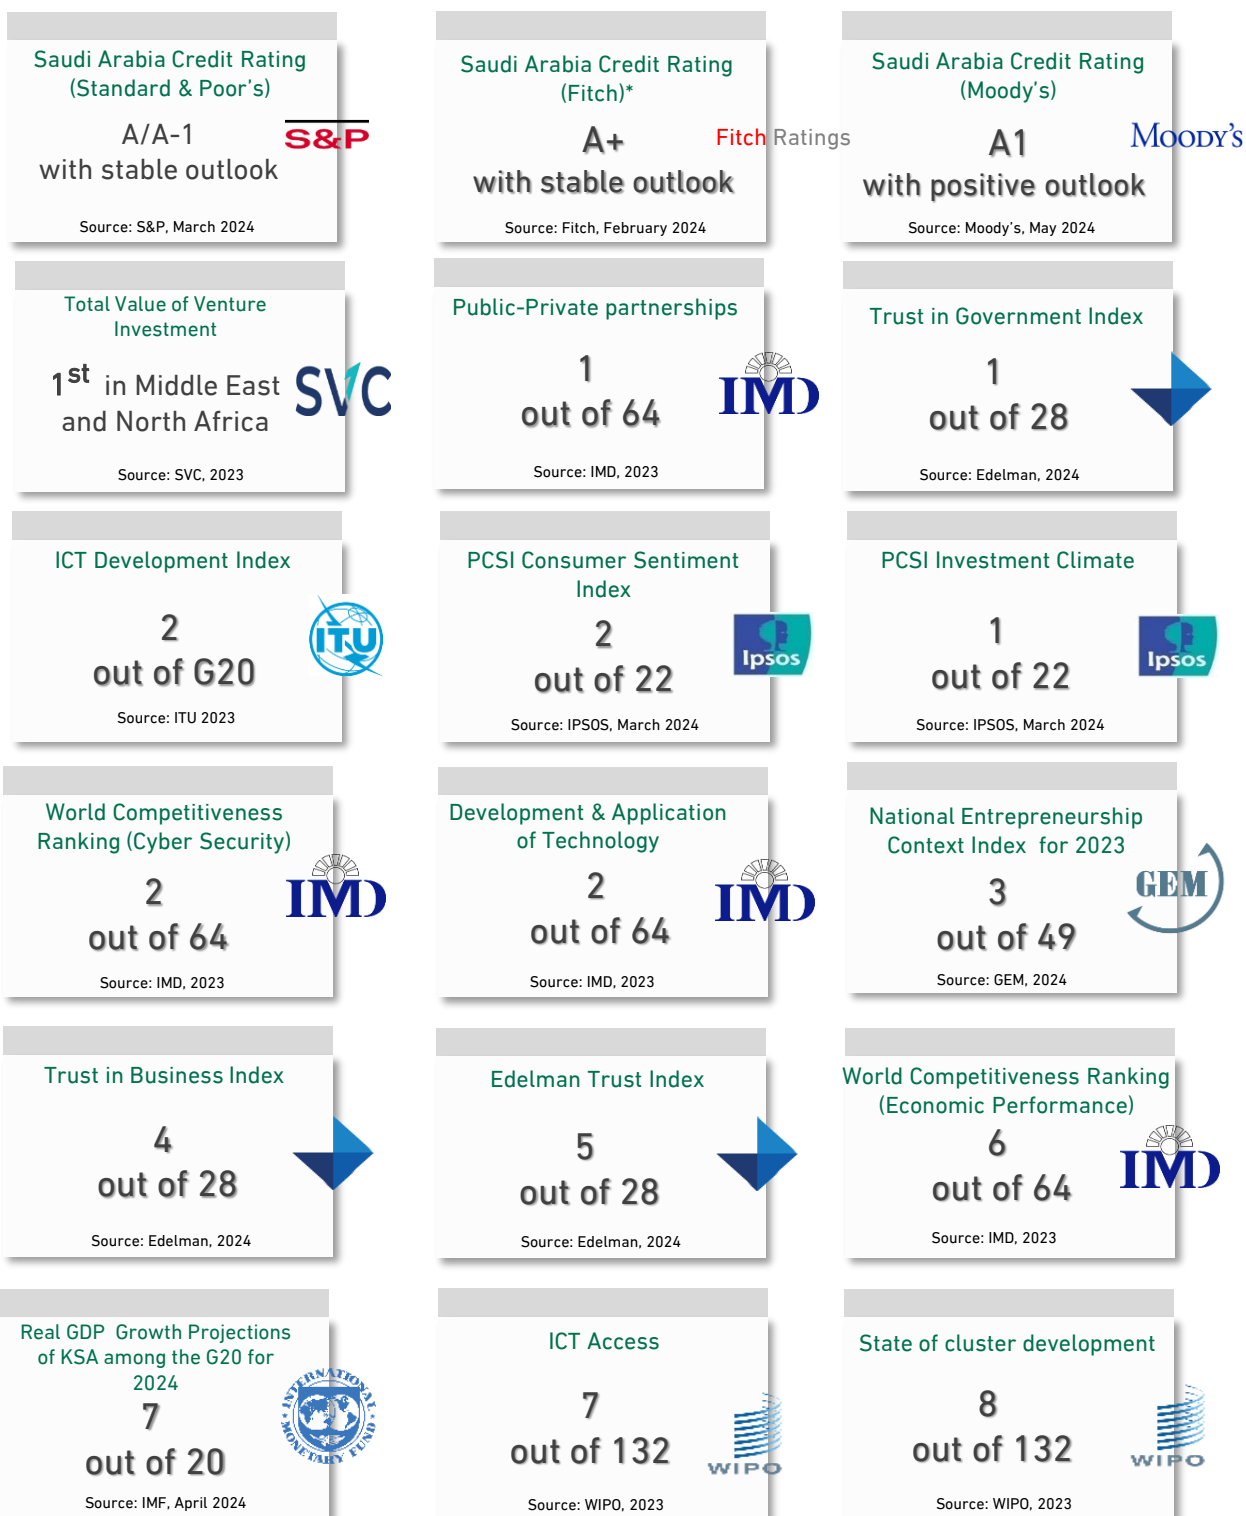 Saudi Arabia Credit Rating
(Standard & Poor's)
A/A-1
with stable outlook
S&P
Source: S&P, March 2024
Saudi Arabia Credit Rating
(Fitch)*
A+
with stable outlook
Fitch Ratings
Source: Fitch, February 2024
Saudi Arabia Credit Rating
(Moody's)
A1
with positive outlook
MOODY'S
Source: Moody's, May 2024
Total Value of Venture
Investment
1st in Middle East
and North Africa
SVC
Source: SVC, 2023
Public-Private partnerships
1
out of 64
IMD
Source: IMD, 2023
Trust in Government Index
1
out of 28
Source: Edelman, 2024
ICT Development Index
2
out of G20
ITU
Source: ITU 2023
PCSI Consumer Sentiment
Index
2
out of 22
Ipsos
Source: IPSOS, March 2024
PCSI Investment Climate
1
out of 22
Ipsos
Source: IPSOS, March 2024
World Competitiveness
Ranking (Cyber Security)
2
out of 64
IMD
Source: IMD, 2023
Development & Application
of Technology
2
out of 64
IMD
Source: IMD, 2023
National Entrepreneurship
Context Index for 2023
3
out of 49
GEM
Source: GEM, 2024
Trust in Business Index
4
out of 28
Source: Edelman, 2024
Edelman Trust Index
5
out of 28
Source: Edelman, 2024
World Competitiveness Ranking
(Economic Performance)
6
out of 64
IMD
Source: IMD, 2023
Real GDP Growth Projections
of KSA among the G20 for
2024
7
out of 20
INTERNATIONAL MONETARY FUND
Source: IMF, April 2024
ICT Access
7
out of 132
WIPO
Source: WIPO, 2023
State of cluster development
8
out of 132
WIPO
Source: WIPO, 2023